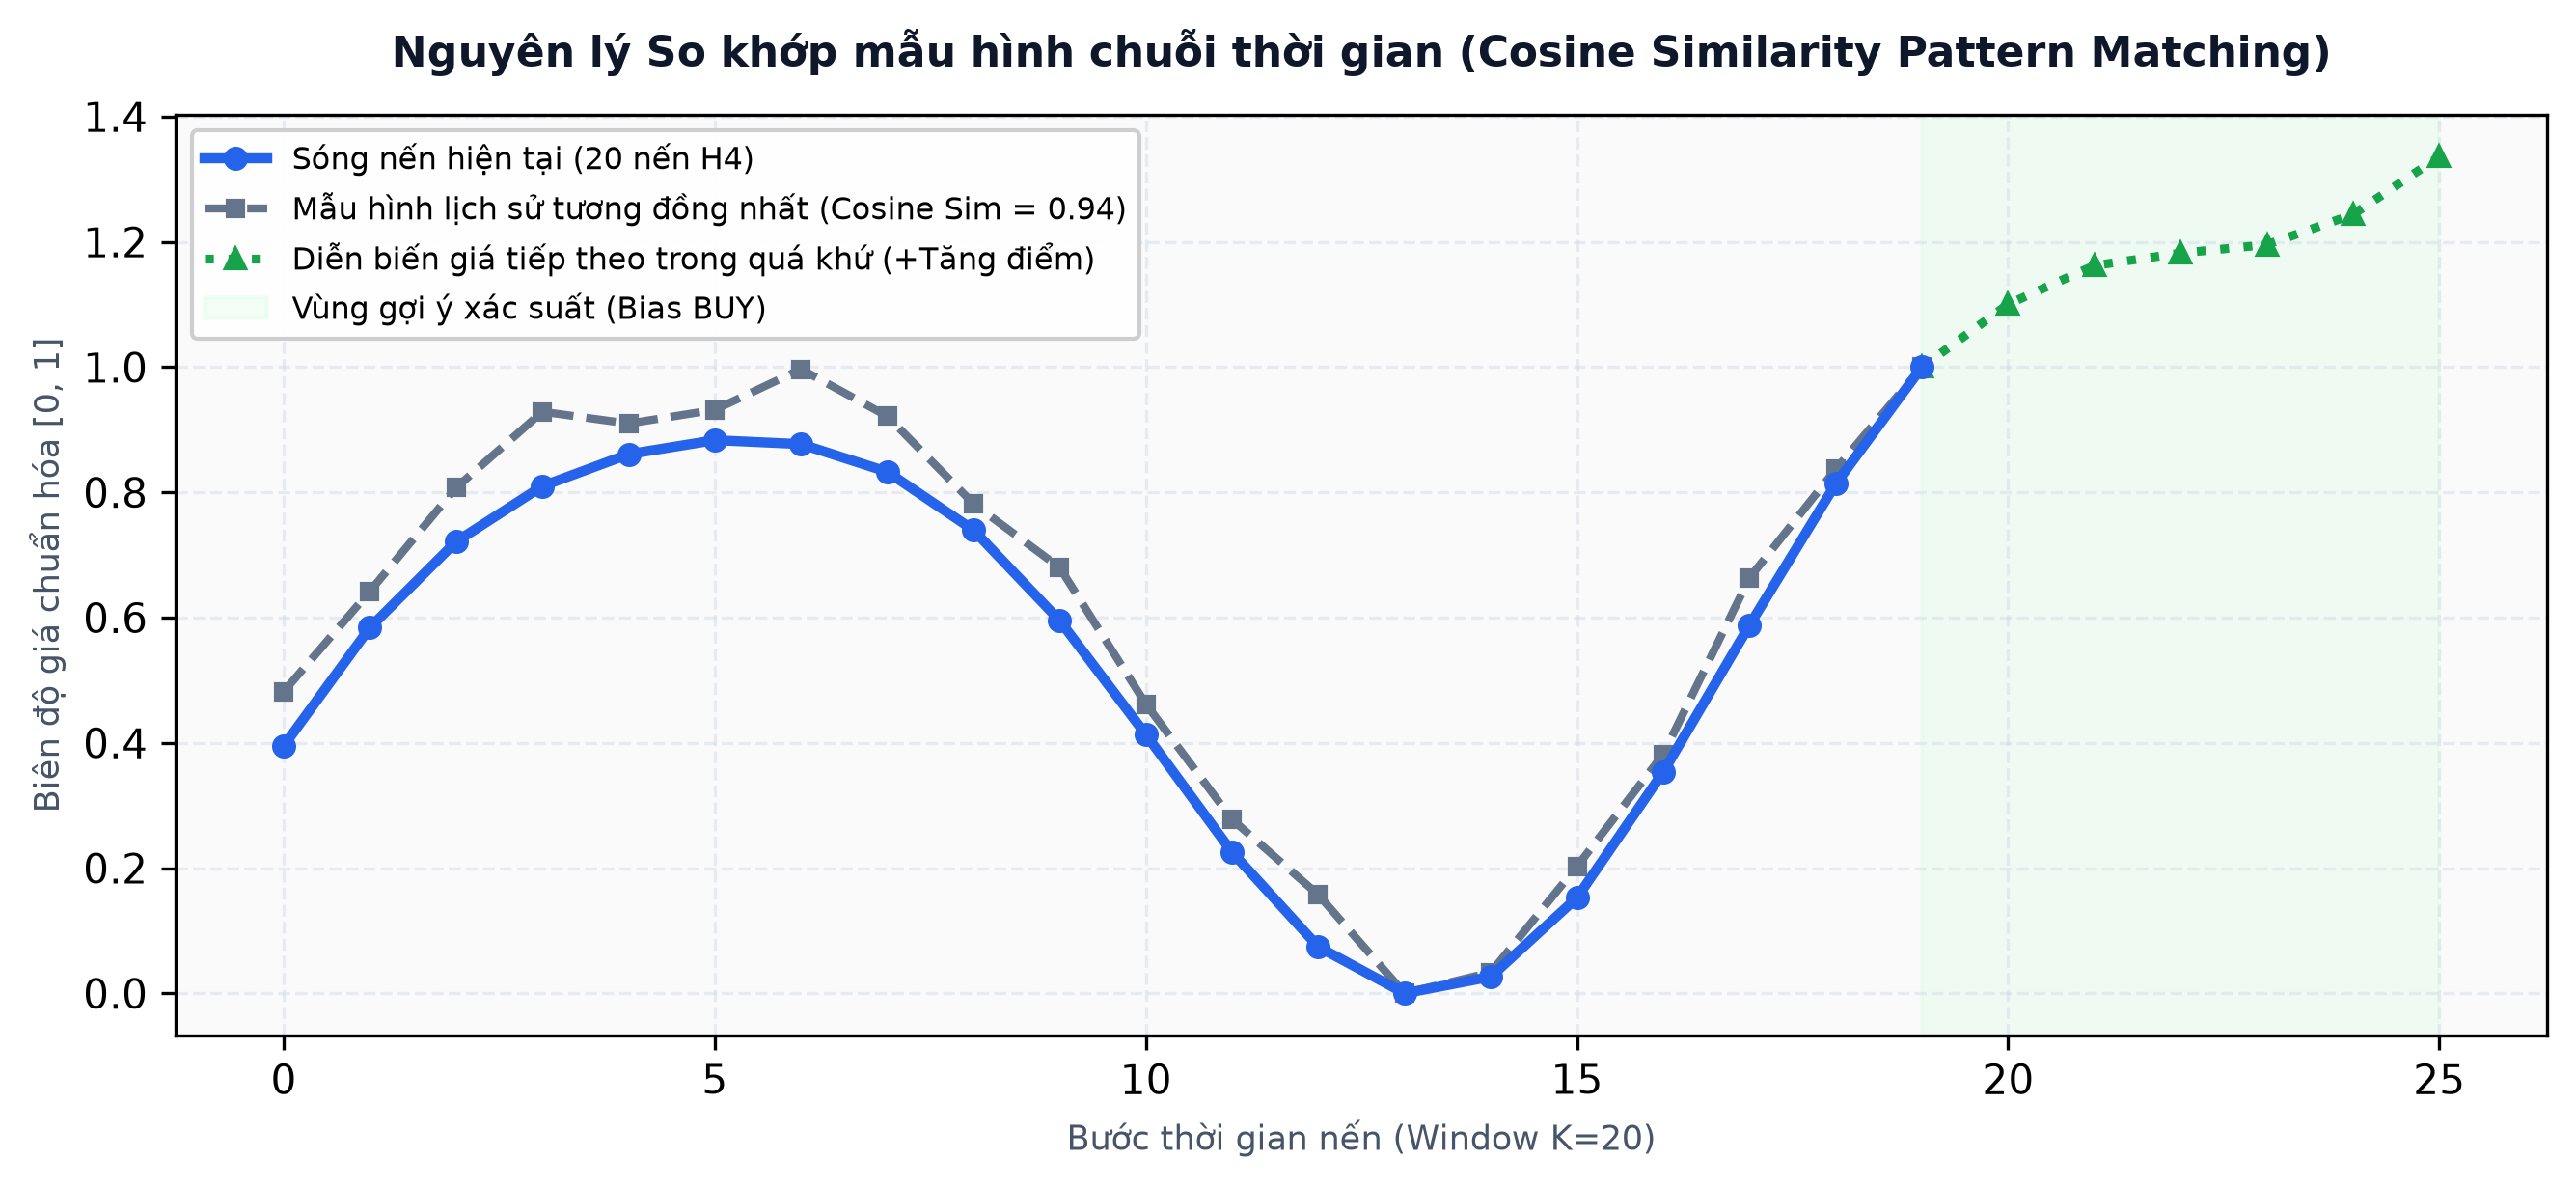 Nguyên lý So khớp mẫu hình chuỗi thời gian (Cosine Similarity Pattern Matching)
Sóng nến hiện tại (20 nến H4)
Mẫu hình lịch sử tương đồng nhất (Cosine Sim = 0.94)
Diễn biến giá tiếp theo trong quá khứ (+Tăng điểm)
Vùng gợi ý xác suất (Bias BUY)
Biên độ giá chuẩn hóa [0, 1]
1.4
1.2
1.0
0.8
0.6
0.4
0.2
0.0
0 5 10 15 20 25
Bước thời gian nến (Window K=20)